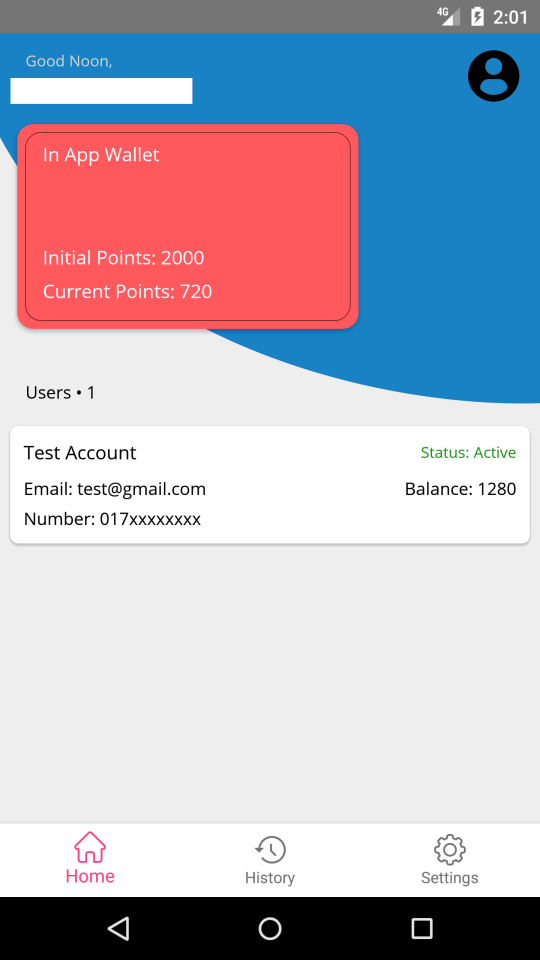 4G 2:01
Good Noon,
In App Wallet
Initial Points: 2000
Current Points: 720
Users • 1
Test Account Status: Active
Email: test@gmail.com Balance: 1280
Number: 017xxxxxxxx
Home History Settings